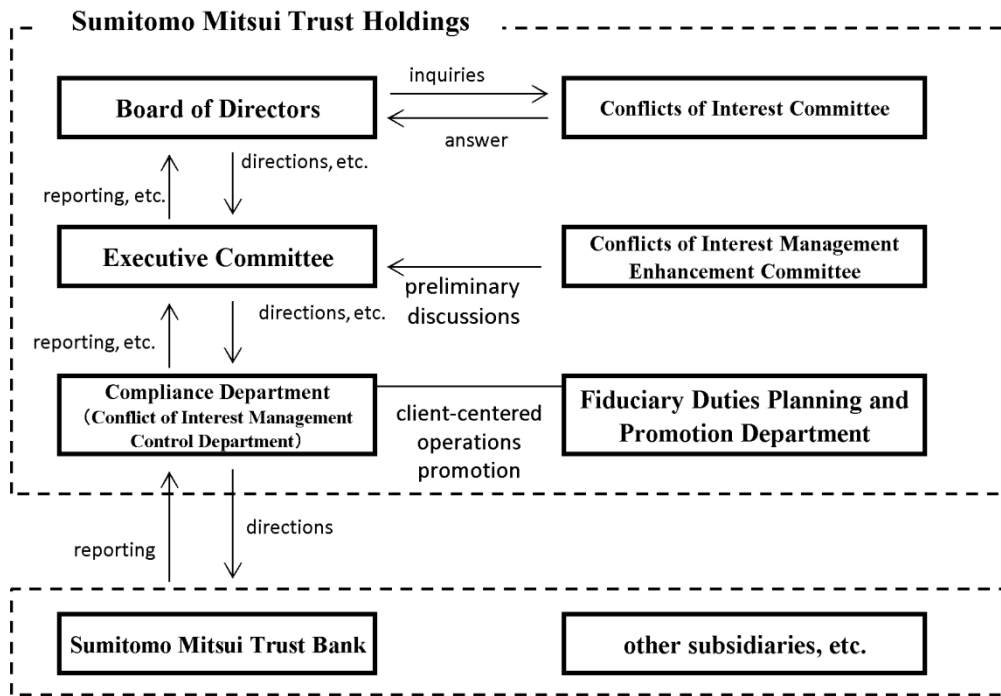 Sumitomo Mitsui Trust Holdings
inquiries
Board of Directors
Conflicts of Interest Committee
answer
directions, etc.
reporting, etc.
Executive Committee
Conflicts of Interest Management
Enhancement Committee
preliminary
discussions
directions, etc.
reporting, etc.
Compliance Department
（Conflict of Interest Management
Control Department）
client-centered
operations
promotion
Fiduciary Duties Planning and
Promotion Department
directions
reporting
Sumitomo Mitsui Trust Bank
other subsidiaries, etc.